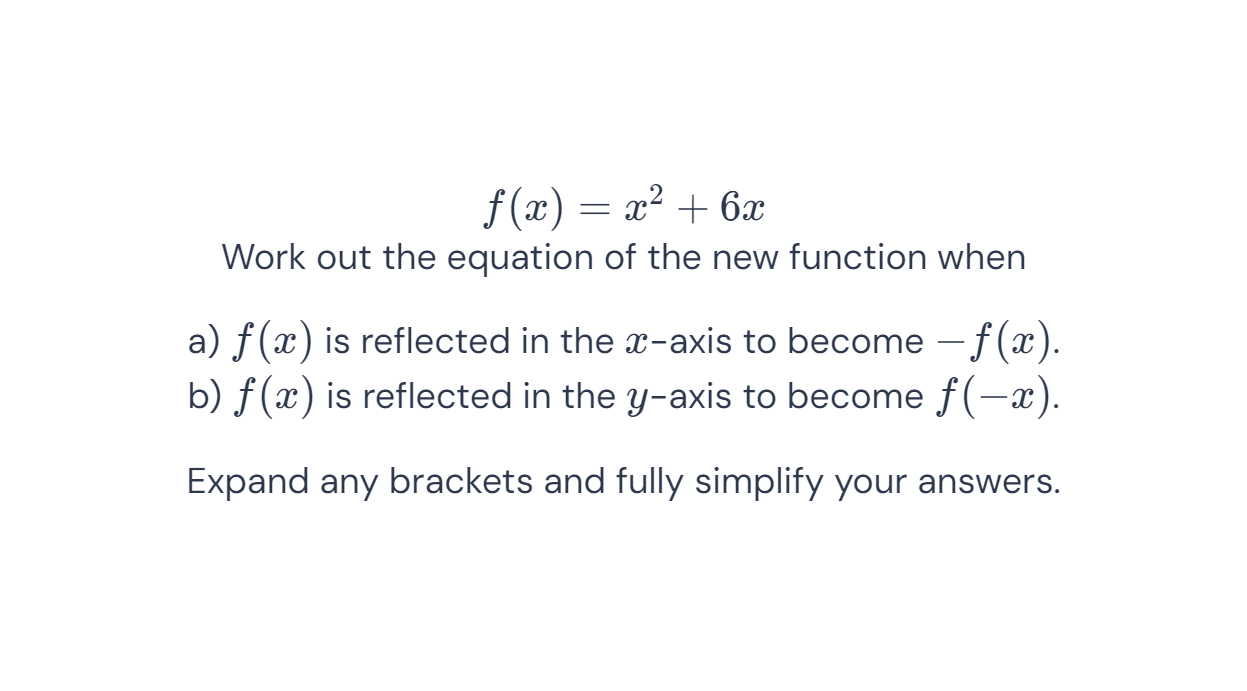 f(x) = x² + 6x
Work out the equation of the new function when
a) f(x) is reflected in the x-axis to become −f(x).
b) f(x) is reflected in the y-axis to become f(−x).
Expand any brackets and fully simplify your answers.